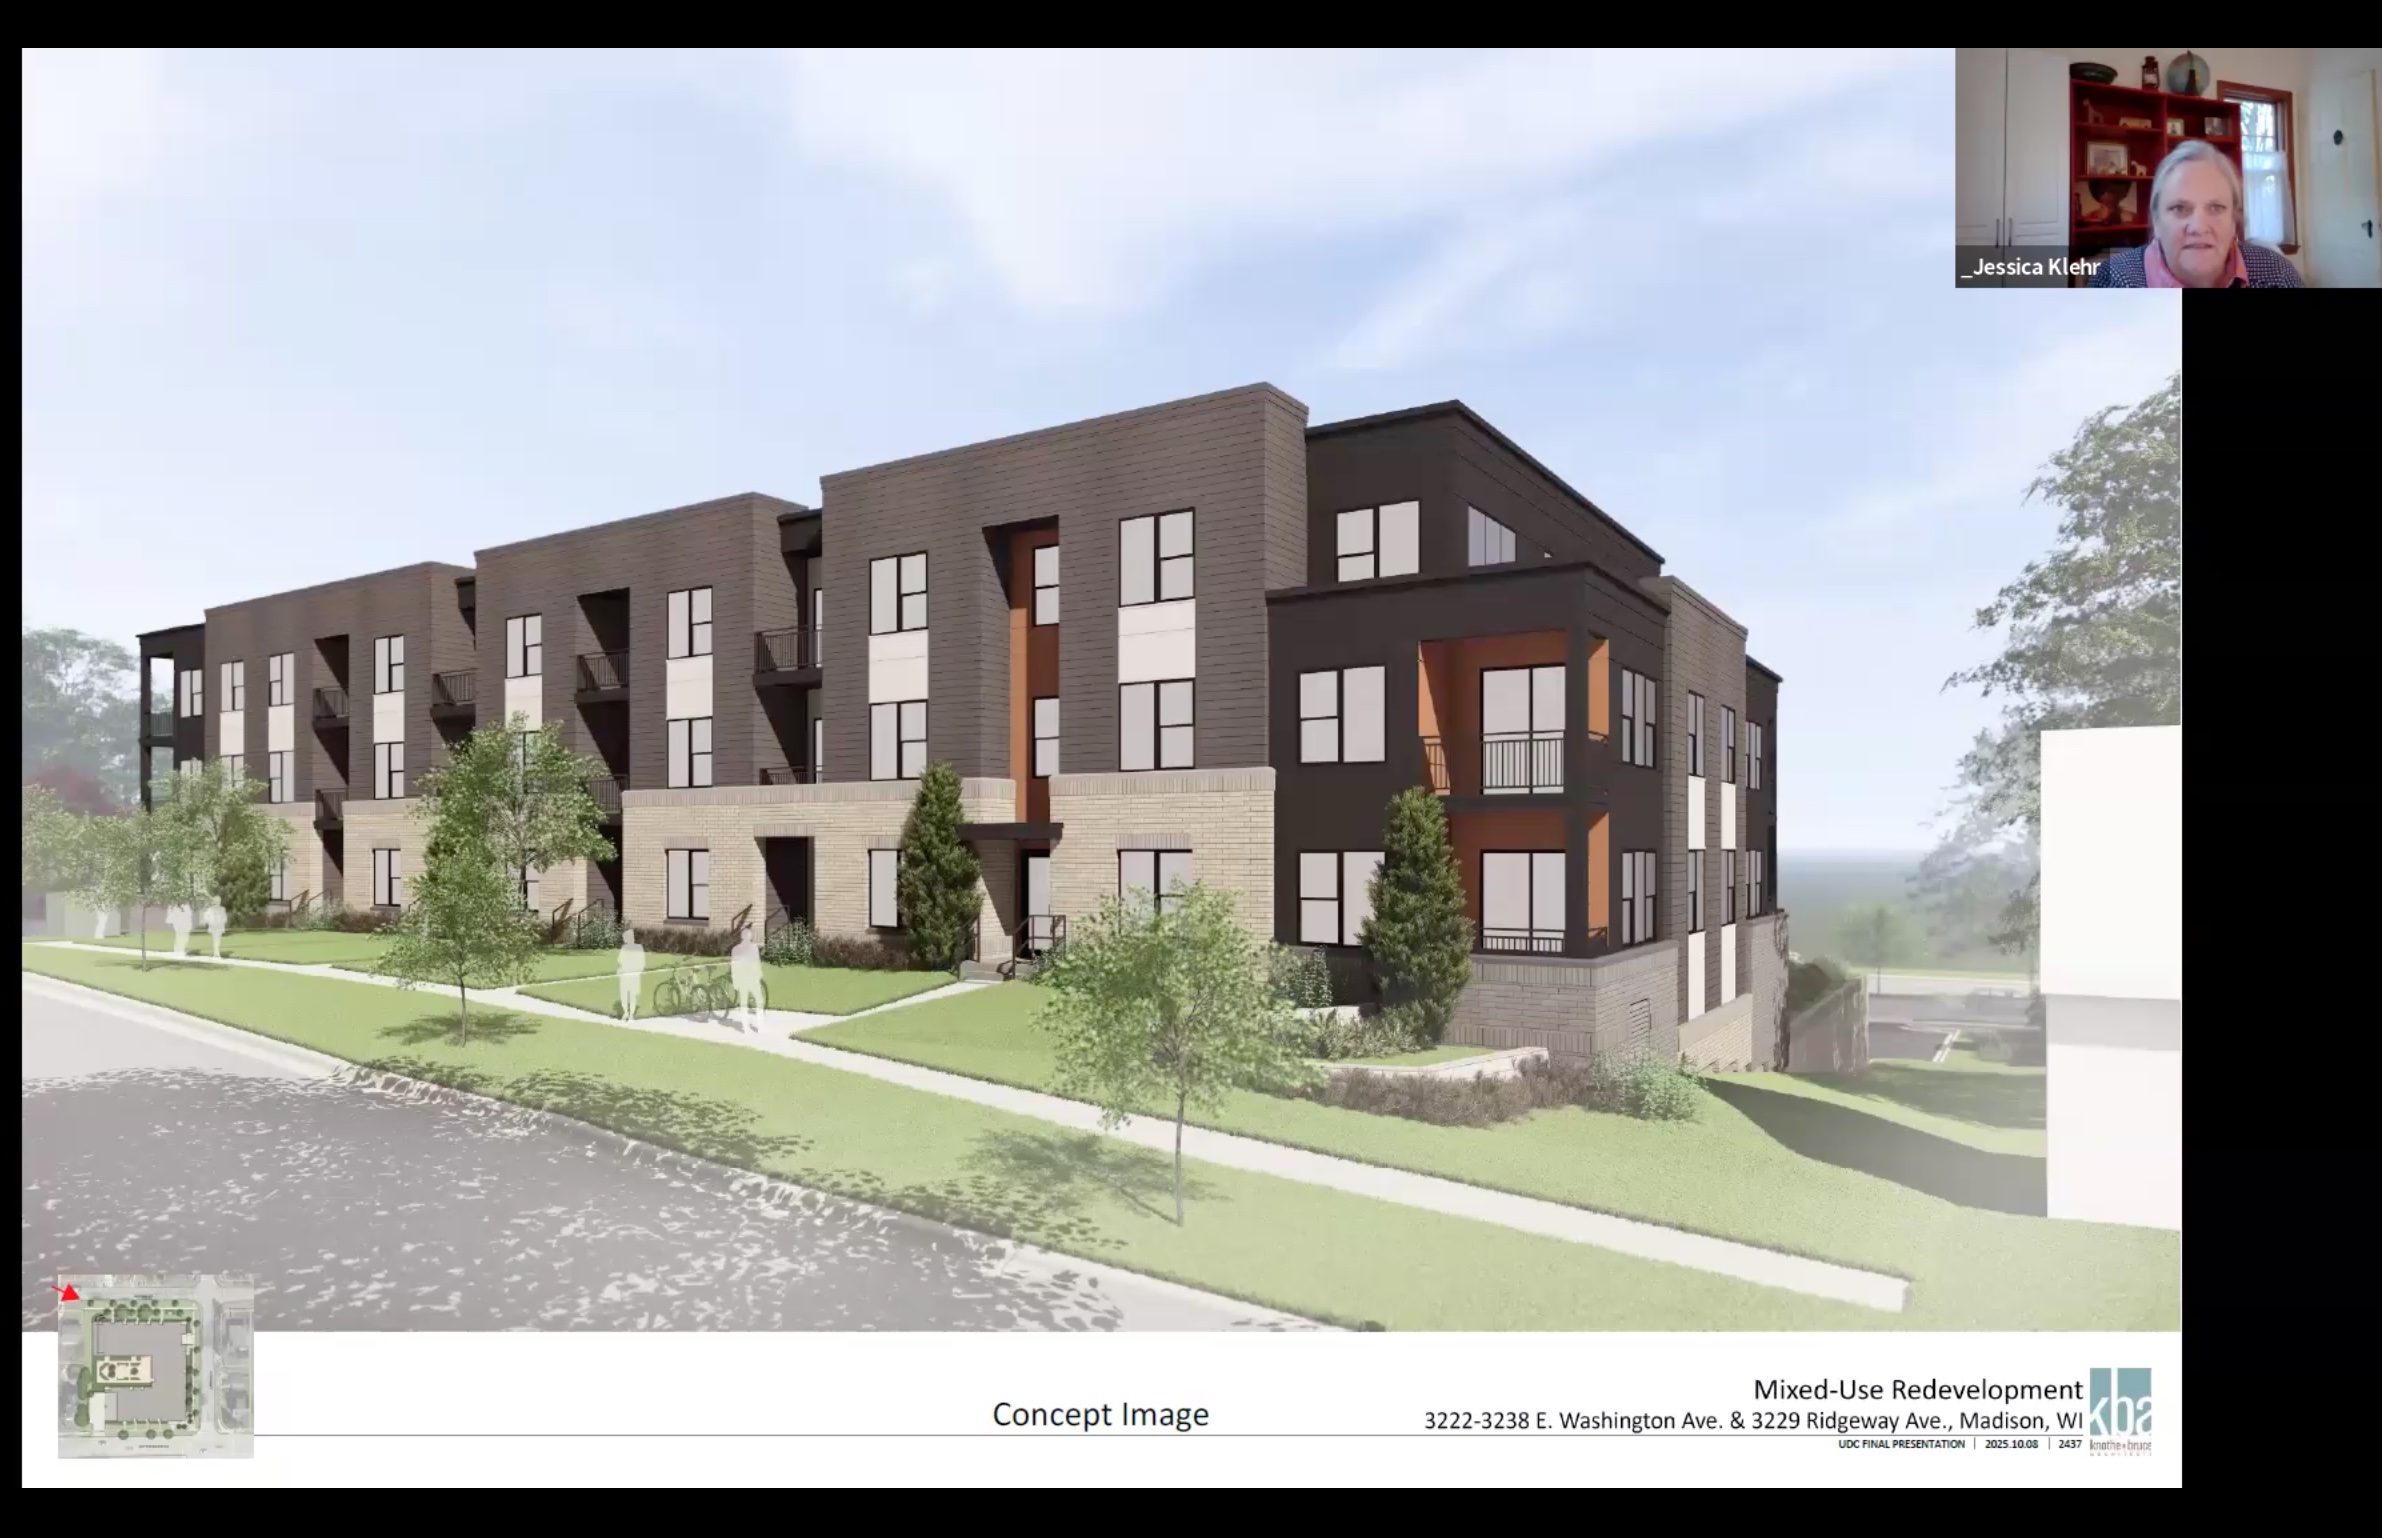 _Jessica Klehr
Concept Image
Mixed-Use Redevelopment
3222-3238 E. Washington Ave. & 3229 Ridgeway Ave., Madison, WI
UDC FINAL PRESENTATION | 2025.10.08 | 2437
kba
knothe • bruce
ARCHITECTS